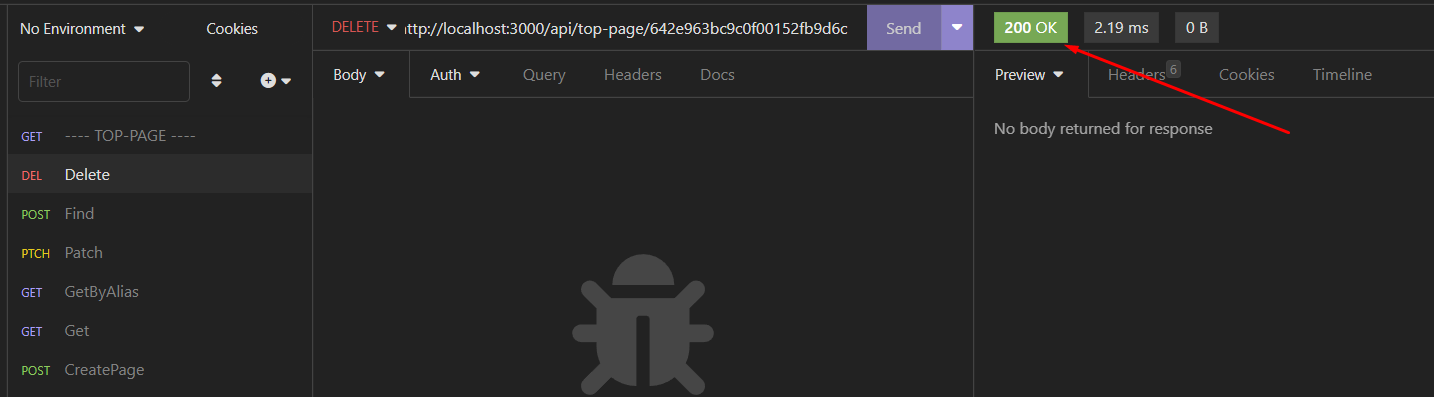 No Environment
Cookies
Filter
GET ---- TOP-PAGE ----
DEL Delete
POST Find
PTCH Patch
GET GetByAlias
GET Get
POST CreatePage
DELETE ttp://localhost:3000/api/top-page/642e963bc9c0f00152fb9d6c Send
Body Auth Query Headers Docs
200 OK 2.19 ms 0 B
Preview Headers 6 Cookies Timeline
No body returned for response